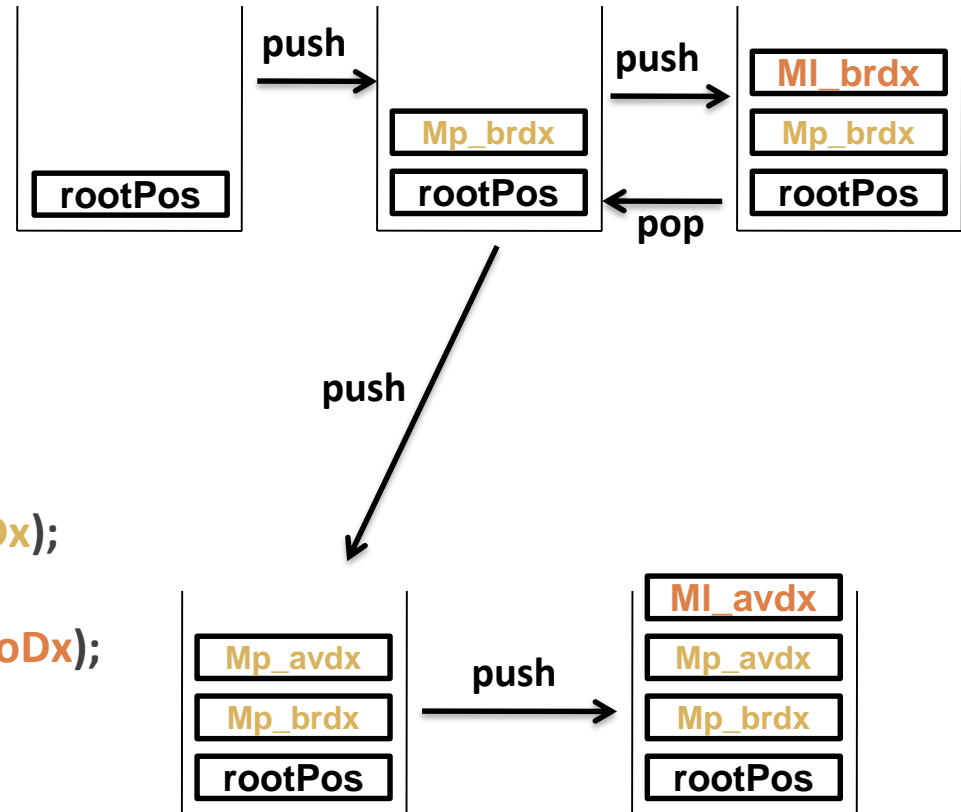 push
push
Ml_brdx
Mp_brdx
Mp_brdx
rootPos
rootPos
rootPos
pop
push
x);
oDx);
Ml_avdx
Mp_avdx
Mp_avdx
push
Mp_brdx
Mp_brdx
rootPos
rootPos